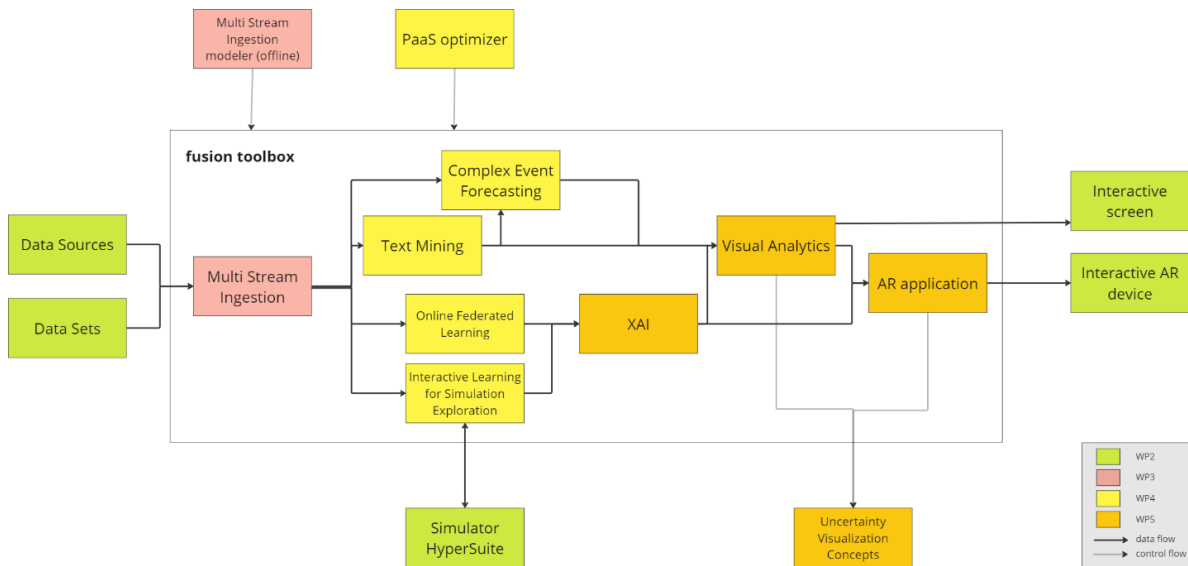 Multi Stream
Ingestion
modeler (offline)
PaaS optimizer
fusion toolbox
Complex Event
Forecasting
Interactive
screen
Data Sources
Text Mining
Visual Analytics
Multi Stream
Ingestion
AR application
Interactive AR
device
Data Sets
Online Federated
Learning
XAI
Interactive Learning
for Simulation
Exploration
WP2
WP3
WP4
WP5
data flow
control flow
Simulator
HyperSuite
Uncertainty
Visualization
Concepts